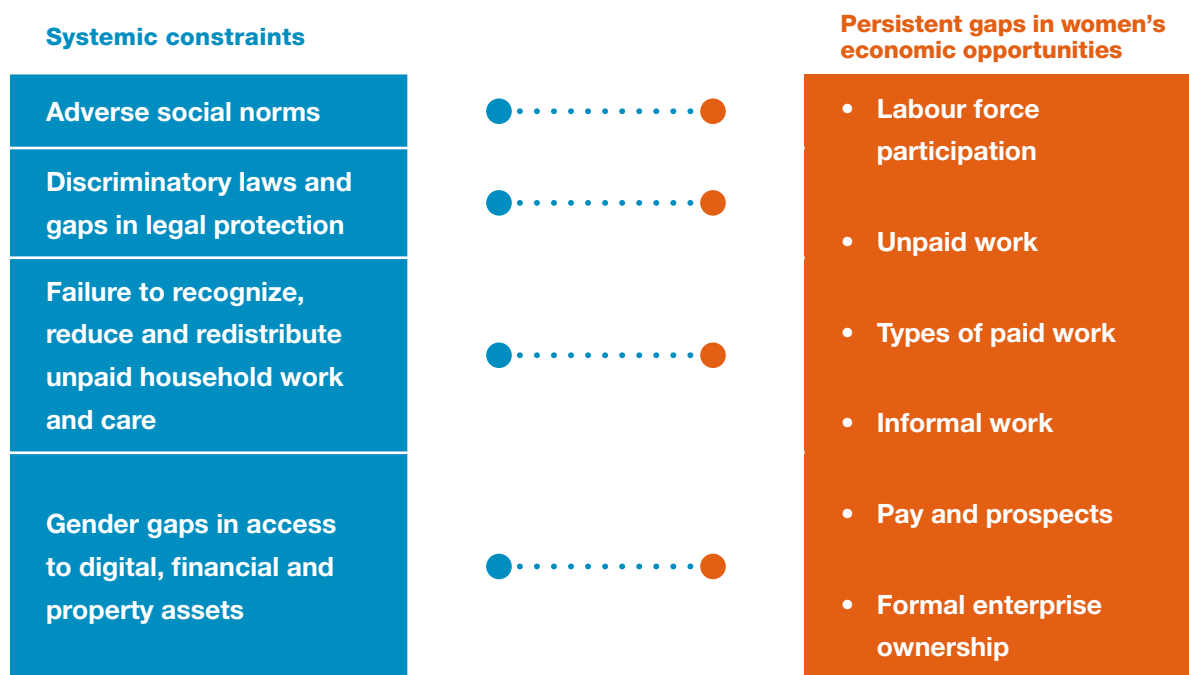 Systemic constraints
Adverse social norms
Discriminatory laws and
gaps in legal protection
Failure to recognize,
reduce and redistribute
unpaid household work
and care
Gender gaps in access
to digital, financial and
property assets
Persistent gaps in women’s
economic opportunities
• Labour force
participation
• Unpaid work
• Types of paid work
• Informal work
• Pay and prospects
• Formal enterprise
ownership